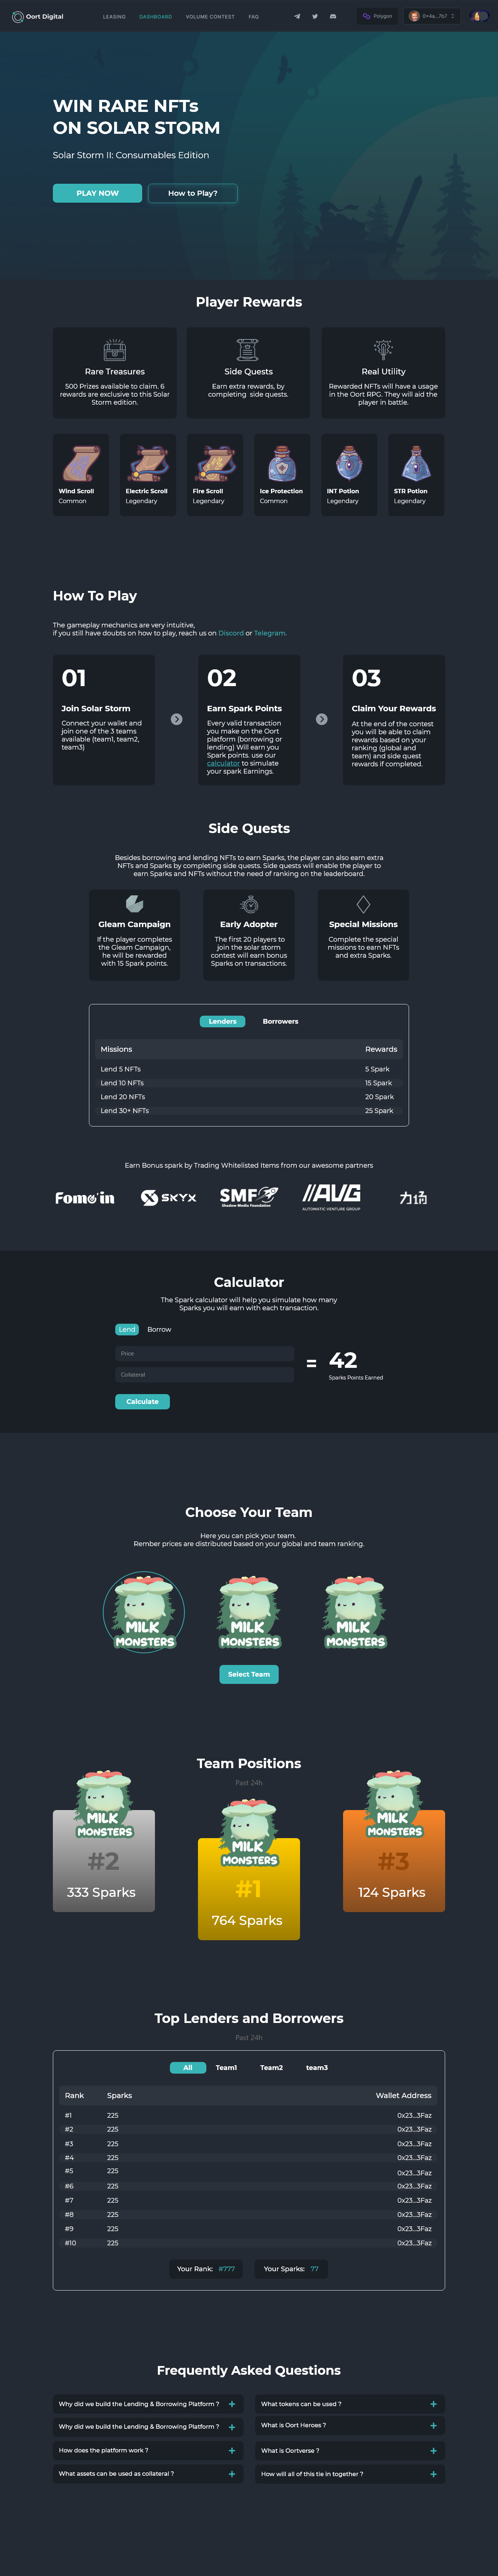 Oort Digital
LEASING DASHBOARD VOLUME CONTEST FAQ Polygon 0x4a...7b7
WIN RARE NFTs
ON SOLAR STORM
Solar Storm II: Consumables Edition
PLAY NOW How to Play?
Player Rewards
Rare Treasures
500 Prizes available to claim. 6
rewards are exclusive to this Solar
Storm edition.
Side Quests
Earn extra rewards, by
completing side quests.
Real Utility
Rewarded NFTs will have a usage
in the Oort RPG. They will aid the
player in battle.
Wind Scroll
Common
Electric Scroll
Legendary
Fire Scroll
Legendary
Ice Protection
Common
INT Potion
Legendary
STR Potion
Legendary
How To Play
The gameplay mechanics are very intuitive,
if you still have doubts on how to play, reach us on Discord or Telegram.
01
Join Solar Storm
Connect your wallet and
join one of the 3 teams
available (team1, team2,
team3)
02
Earn Spark Points
Every valid transaction
you make on the Oort
platform (borrowing or
lending) Will earn you
Spark points. use our
calculator to simulate
your spark Earnings.
03
Claim Your Rewards
At the end of the contest
you will be able to claim
rewards based on your
ranking (global and
team) and side quest
rewards if completed.
Side Quests
Besides borrowing and lending NFTs to earn Sparks, the player can also earn extra
NFTs and Sparks by completing side quests. Side quests will enable the player to
earn Sparks and NFTs without the need of ranking on the leaderboard.
Gleam Campaign
If the player completes
the Gleam Campaign,
he will be rewarded
with 15 Spark points.
Early Adopter
The first 20 players to
join the solar storm
contest will earn bonus
Sparks on transactions.
Special Missions
Complete the special
missions to earn NFTs
and extra Sparks.
Lenders Borrowers
Missions Rewards
Lend 5 NFTs 5 Spark
Lend 10 NFTs 15 Spark
Lend 20 NFTs 20 Spark
Lend 30+ NFTs 25 Spark
Earn Bonus spark by Trading Whitelisted Items from our awesome partners
Fomo in
SKYX
SMF
Shadow Media Foundation
AVG
AUTOMATIC VENTURE GROUP
Calculator
The Spark calculator will help you simulate how many
Sparks you will earn with each transaction.
Lend Borrow
Price
Collateral
= 42
Sparks Points Earned
Calculate
Choose Your Team
Here you can pick your team.
Rember prices are distributed based on your global and team ranking.
MILK
MONSTERS
MILK
MONSTERS
MILK
MONSTERS
Select Team
Team Positions
Past 24h
MILK
MONSTERS
#2
333 Sparks
MILK
MONSTERS
#1
764 Sparks
MILK
MONSTERS
#3
124 Sparks
Top Lenders and Borrowers
Past 24h
All Team1 Team2 team3
Rank Sparks Wallet Address
#1 225 0x23...3Faz
#2 225 0x23...3Faz
#3 225 0x23...3Faz
#4 225 0x23...3Faz
#5 225 0x23...3Faz
#6 225 0x23...3Faz
#7 225 0x23...3Faz
#8 225 0x23...3Faz
#9 225 0x23...3Faz
#10 225 0x23...3Faz
Your Rank: #777 Your Sparks: 77
Frequently Asked Questions
Why did we build the Lending & Borrowing Platform ?
What tokens can be used ?
Why did we build the Lending & Borrowing Platform ?
What is Oort Heroes ?
How does the platform work ?
What is Oortverse ?
What assets can be used as collateral ?
How will all of this tie in together ?